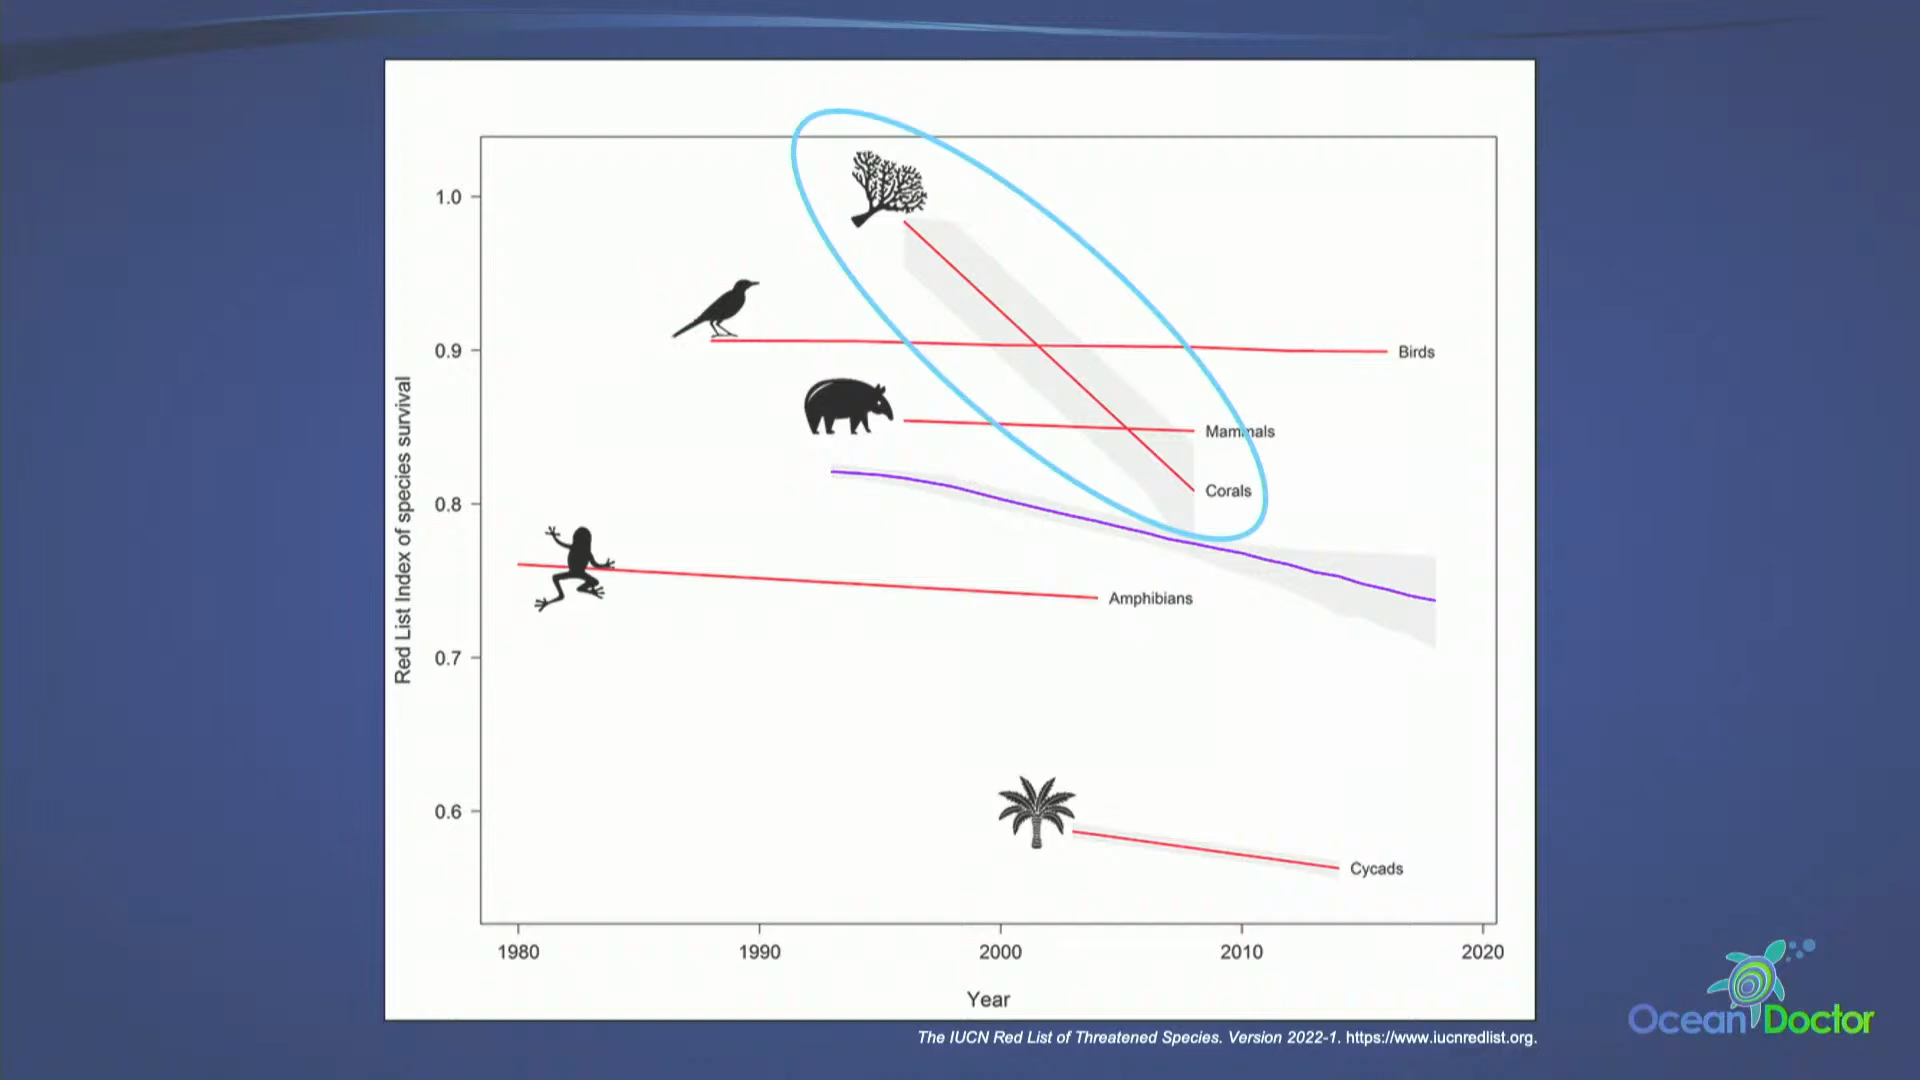 1.0
0.9
0.8
0.7
0.6
Red List Index of species survival
Birds
Mammals
Corals
Amphibians
Cycads
1980 1990 2000 2010 2020
Year
The IUCN Red List of Threatened Species. Version 2022-1. https://www.iucnredlist.org.
Ocean Doctor